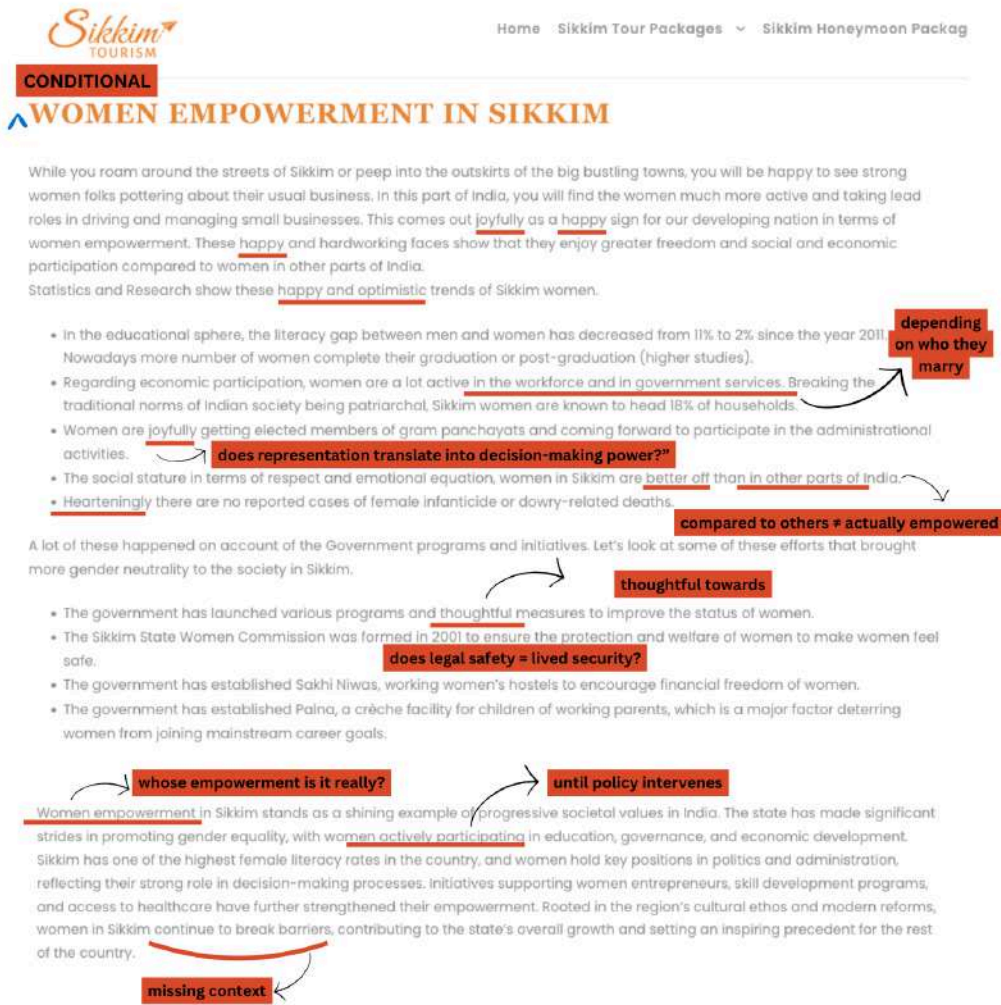 Sikkim
TOURISM
Home Sikkim Tour Packages Sikkim Honeymoon Packag
CONDITIONAL
^WOMEN EMPOWERMENT IN SIKKIM
While you roam around the streets of Sikkim or peep into the outskirts of the big bustling towns, you will be happy to see strong
women folks pottering about their usual business. In this part of India, you will find the women much more active and taking lead
roles in driving and managing small businesses. This comes out joyfully as a happy sign for our developing nation in terms of
women empowerment. These happy and hardworking faces show that they enjoy greater freedom and social and economic
participation compared to women in other parts of India.
Statistics and Research show these happy and optimistic trends of Sikkim women.
• In the educational sphere, the literacy gap between men and women has decreased from 11% to 2% since the year 2011.
Nowadays more number of women complete their graduation or post-graduation (higher studies).
depending
on who they
marry
• Regarding economic participation, women are a lot active in the workforce and in government services. Breaking the
traditional norms of Indian society being patriarchal, Sikkim women are known to head 18% of households.
• Women are joyfully getting elected members of gram panchayats and coming forward to participate in the administrational
activities.
does representation translate into decision-making power?"
• The social stature in terms of respect and emotional equation, women in Sikkim are better off than in other parts of India.
• Hearteningly there are no reported cases of female infanticide or dowry-related deaths.
compared to others ≠ actually empowered
A lot of these happened on account of the Government programs and initiatives. Let's look at some of these efforts that brought
more gender neutrality to the society in Sikkim.
thoughtful towards
• The government has launched various programs and thoughtful measures to improve the status of women.
• The Sikkim State Women Commission was formed in 2001 to ensure the protection and welfare of women to make women feel
safe.
does legal safety = lived security?
• The government has established Sakhi Niwas, working women's hostels to encourage financial freedom of women.
• The government has established Palna, a crèche facility for children of working parents, which is a major factor deterring
women from joining mainstream career goals.
whose empowerment is it really?
until policy intervenes
Women empowerment in Sikkim stands as a shining example of progressive societal values in India. The state has made significant
strides in promoting gender equality, with women actively participating in education, governance, and economic development.
Sikkim has one of the highest female literacy rates in the country, and women hold key positions in politics and administration,
reflecting their strong role in decision-making processes. Initiatives supporting women entrepreneurs, skill development programs,
and access to healthcare have further strengthened their empowerment. Rooted in the region's cultural ethos and modern reforms,
women in Sikkim continue to break barriers, contributing to the state's overall growth and setting an inspiring precedent for the rest
of the country.
missing context